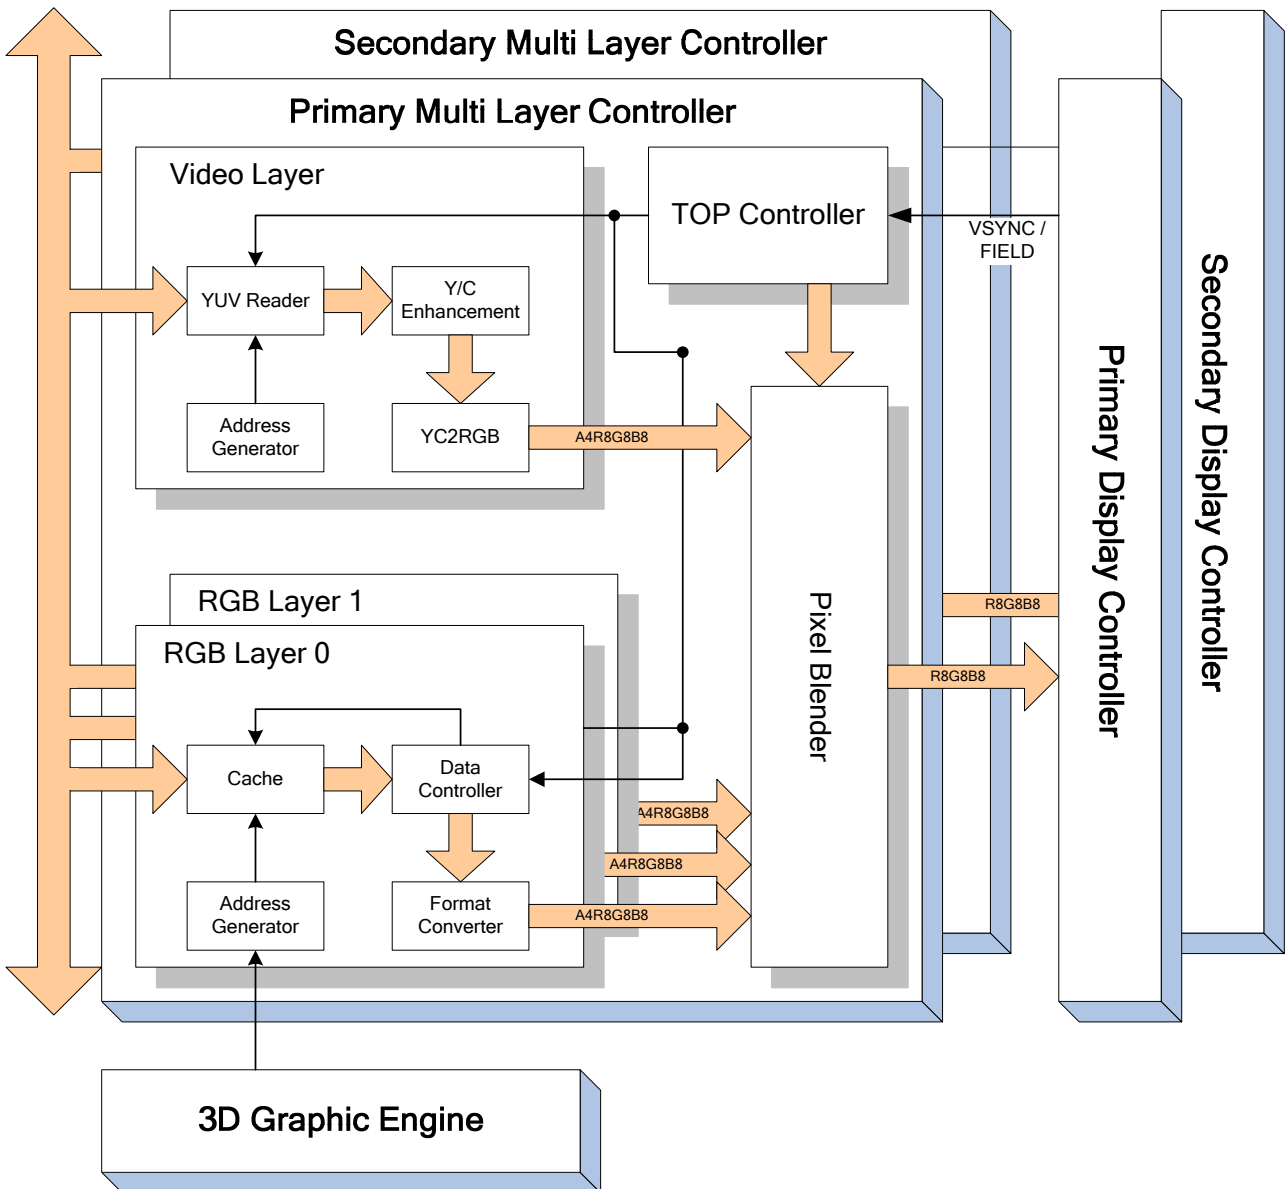 Secondary Multi Layer Controller
Primary Multi Layer Controller
Video Layer
TOP Controller
VSYNC /
FIELD
YUV Reader
Y/C
Enhancement
Address
Generator
YC2RGB
A4R8G8B8
Pixel Blender
Primary Display Controller
Secondary Display Controller
R8G8B8
R8G8B8
RGB Layer 1
RGB Layer 0
Cache
Data
Controller
A4R8G8B8
A4R8G8B8
Address
Generator
Format
Converter
A4R8G8B8
3D Graphic Engine